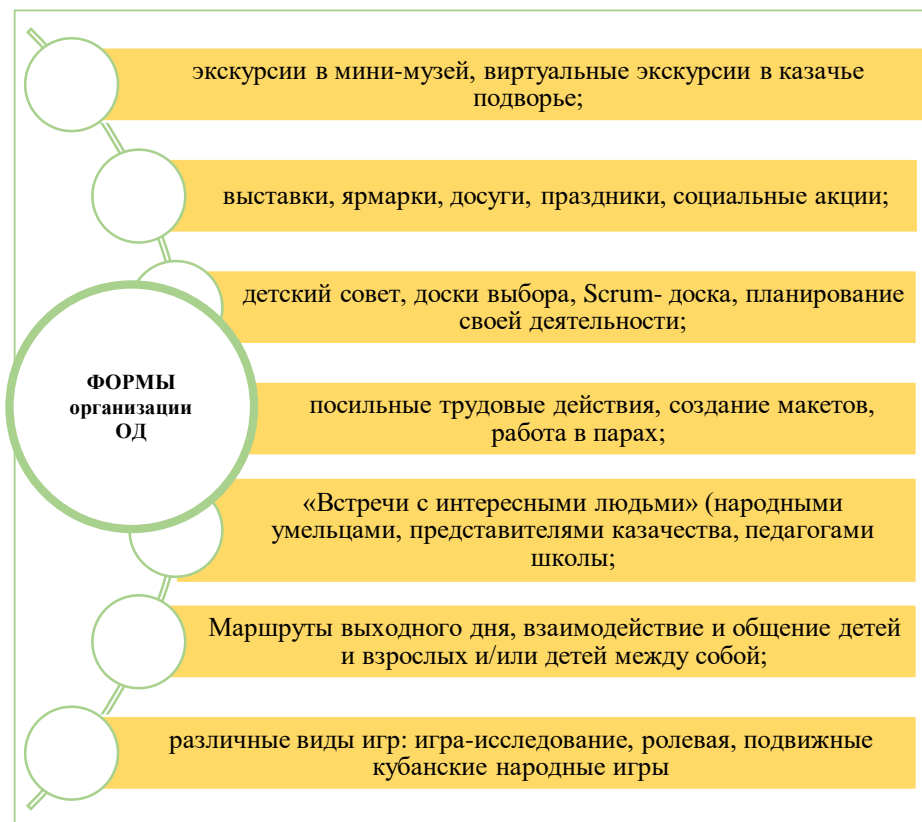 экскурсии в мини-музей, виртуальные экскурсии в казачье
подворье;
выставки, ярмарки, досуги, праздники, социальные акции;
детский совет, доски выбора, Scrum- доска, планирование
своей деятельности;
ФОРМЫ
организации
ОД
посильные трудовые действия, создание макетов,
работа в парах;
«Встречи с интересными людьми» (народными
умельцами, представителями казачества, педагогами
школы;
Маршруты выходного дня, взаимодействие и общение детей
и взрослых и/или детей между собой;
различные виды игр: игра-исследование, ролевая, подвижные
кубанские народные игры